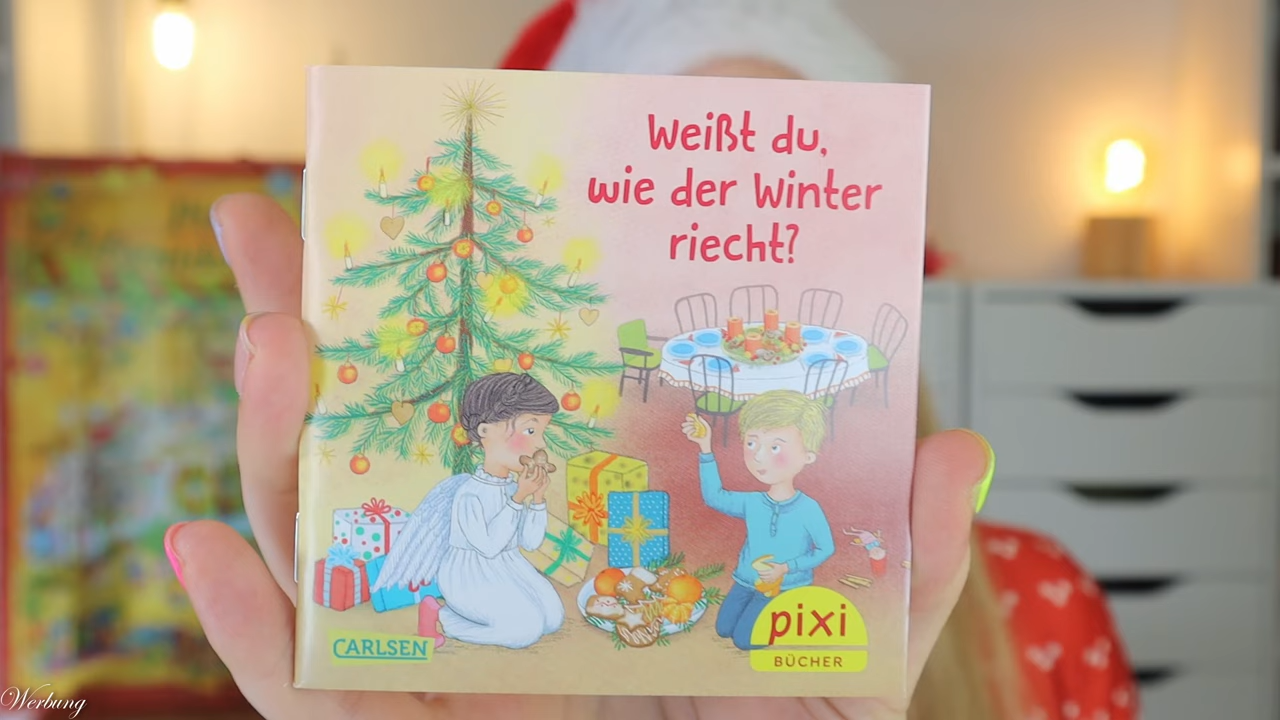 Weißt du,
wie der Winter
riecht?
CARLSEN
pixi
BÜCHER
Werbung